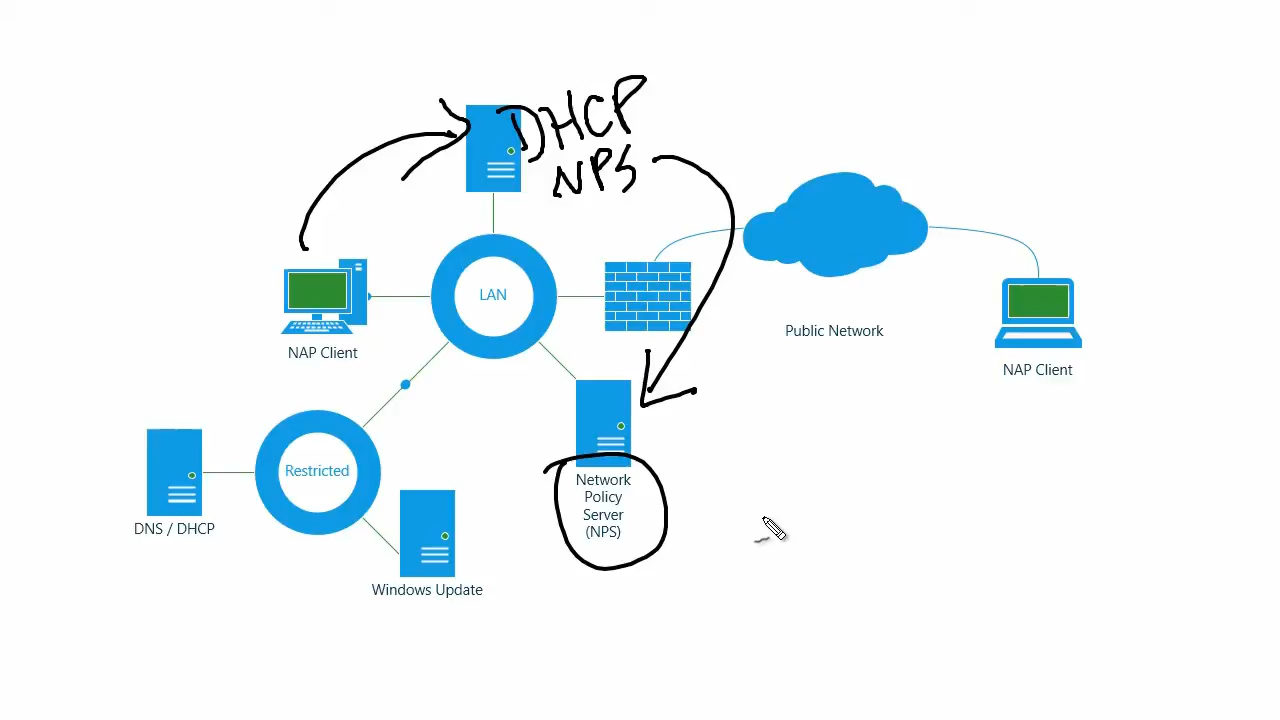 DHCP
NPS
LAN
NAP Client
Public Network
NAP Client
Restricted
DNS / DHCP
Network
Policy
Server
(NPS)
Windows Update